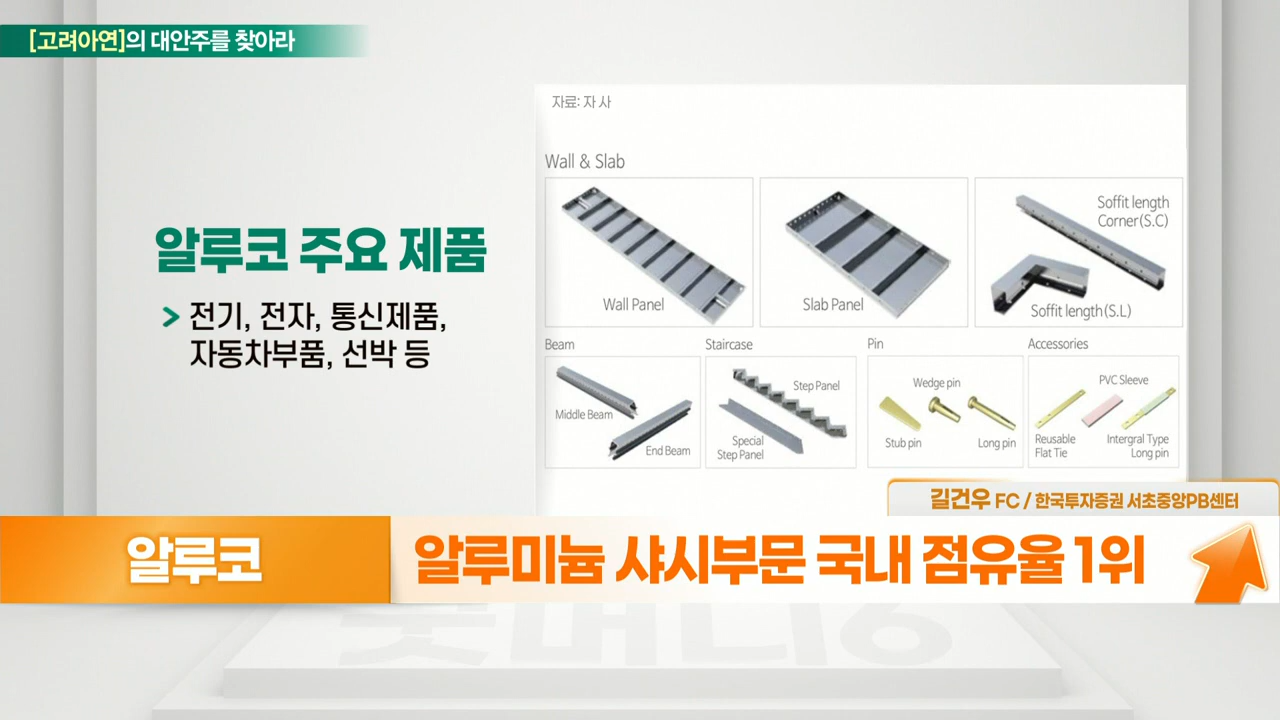 [고려아연]의 대안주를 찾아라
자료: 자 사
Wall & Slab
Wall Panel
Slab Panel
Soffit length
Corner(S.C)
Soffit length(S.L)
알루코 주요 제품
전기, 전자, 통신제품,
자동차부품, 선박 등
Beam
Middle Beam
End Beam
Staircase
Step Panel
Special
Step Panel
Pin
Wedge pin
Stub pin
Long pin
Accessories
PVC Sleeve
Reusable
Flat Tie
Intergral Type
Long pin
길건우 FC / 한국투자증권 서초중앙PB센터
알루코
알루미늄 샤시부문 국내 점유율 1위